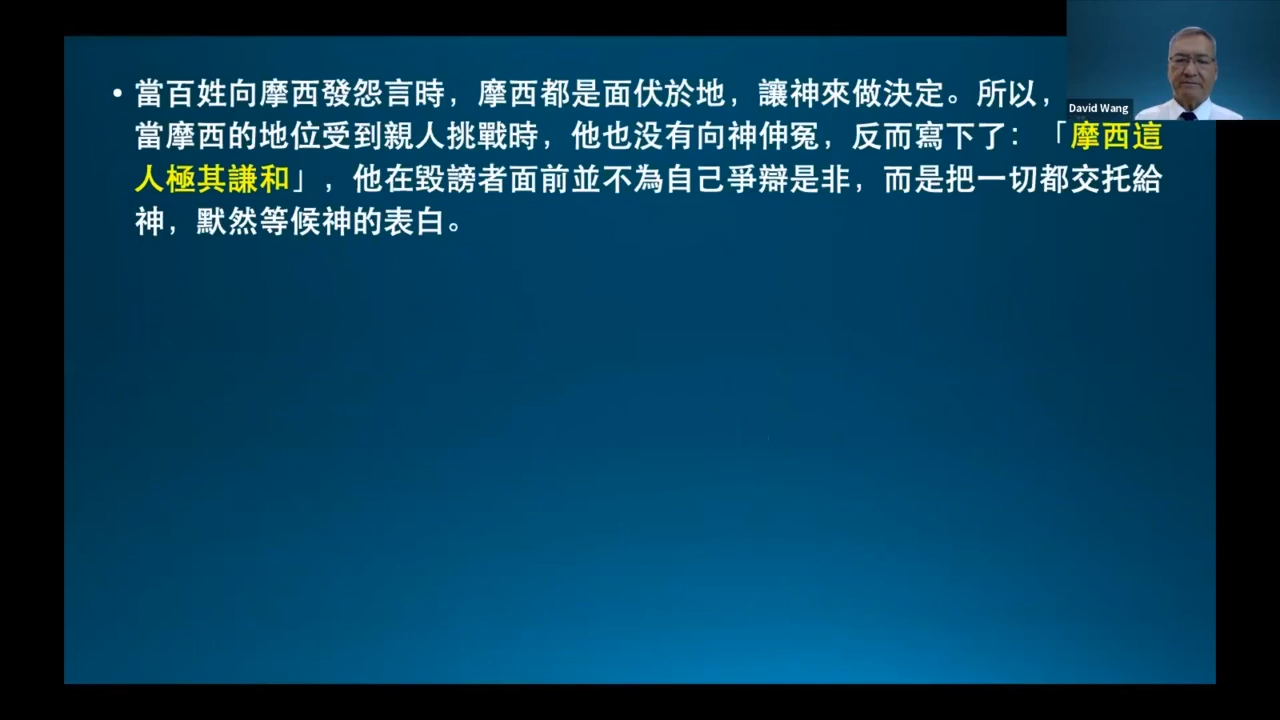 • 當百姓向摩西發怨言時，摩西都是面伏於地，讓神來做決定。所以，
當摩西的地位受到親人挑戰時，他也没有向神伸冤，反而寫下了：「摩西這
人極其謙和」，他在毀謗者面前並不為自己爭辯是非，而是把一切都交托給
神，默然等候神的表白。
David Wang